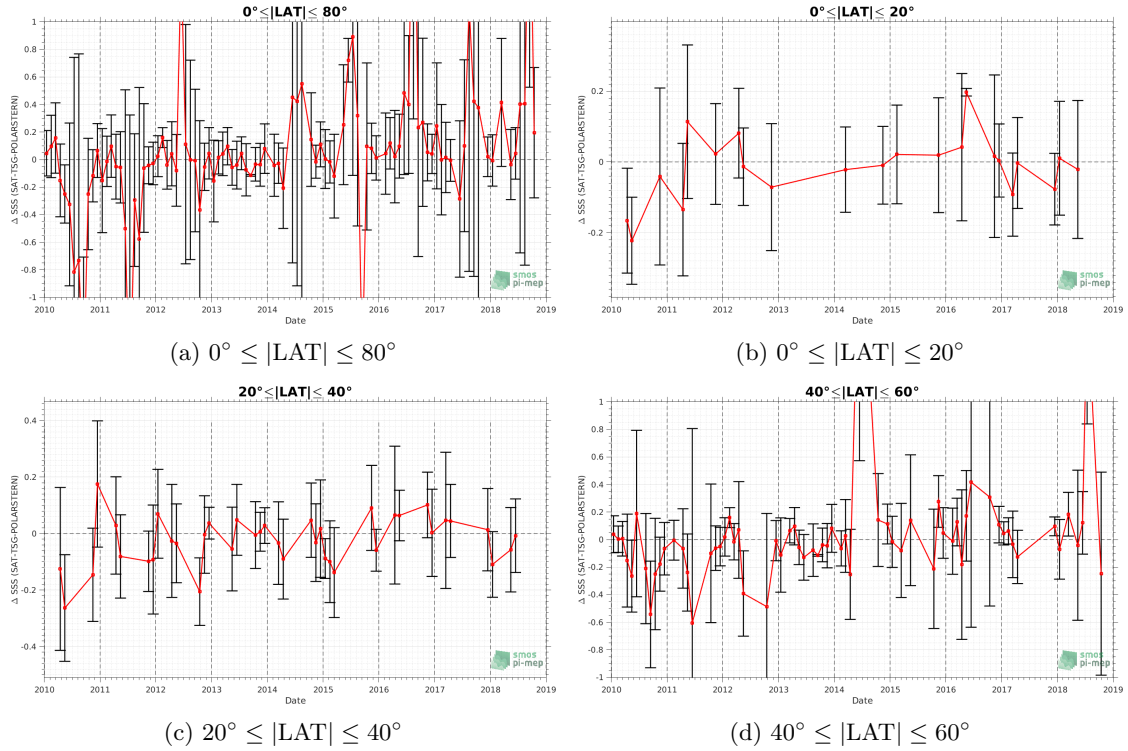 0°≤|LAT|≤ 80°
Δ SSS (SAT-TSG-POLARSTERN)
1
0.8
0.6
0.4
0.2
0
-0.2
-0.4
-0.6
-0.8
-1
2010 2011 2012 2013 2014 2015 2016 2017 2018 2019
Date
smos
pi-mep
(a) 0° ≤ |LAT| ≤ 80°
0°≤|LAT|≤ 20°
Δ SSS (SAT-TSG-POLARSTERN)
0.2
0
-0.2
2010 2011 2012 2013 2014 2015 2016 2017 2018 2019
Date
smos
pi-mep
(b) 0° ≤ |LAT| ≤ 20°
20°≤|LAT|≤ 40°
Δ SSS (SAT-TSG-POLARSTERN)
0.4
0.2
0
-0.2
-0.4
2010 2011 2012 2013 2014 2015 2016 2017 2018 2019
Date
smos
pi-mep
(c) 20° ≤ |LAT| ≤ 40°
40°≤|LAT|≤ 60°
Δ SSS (SAT-TSG-POLARSTERN)
1
0.8
0.6
0.4
0.2
0
-0.2
-0.4
-0.6
-0.8
-1
2010 2011 2012 2013 2014 2015 2016 2017 2018 2019
Date
smos
pi-mep
(d) 40° ≤ |LAT| ≤ 60°